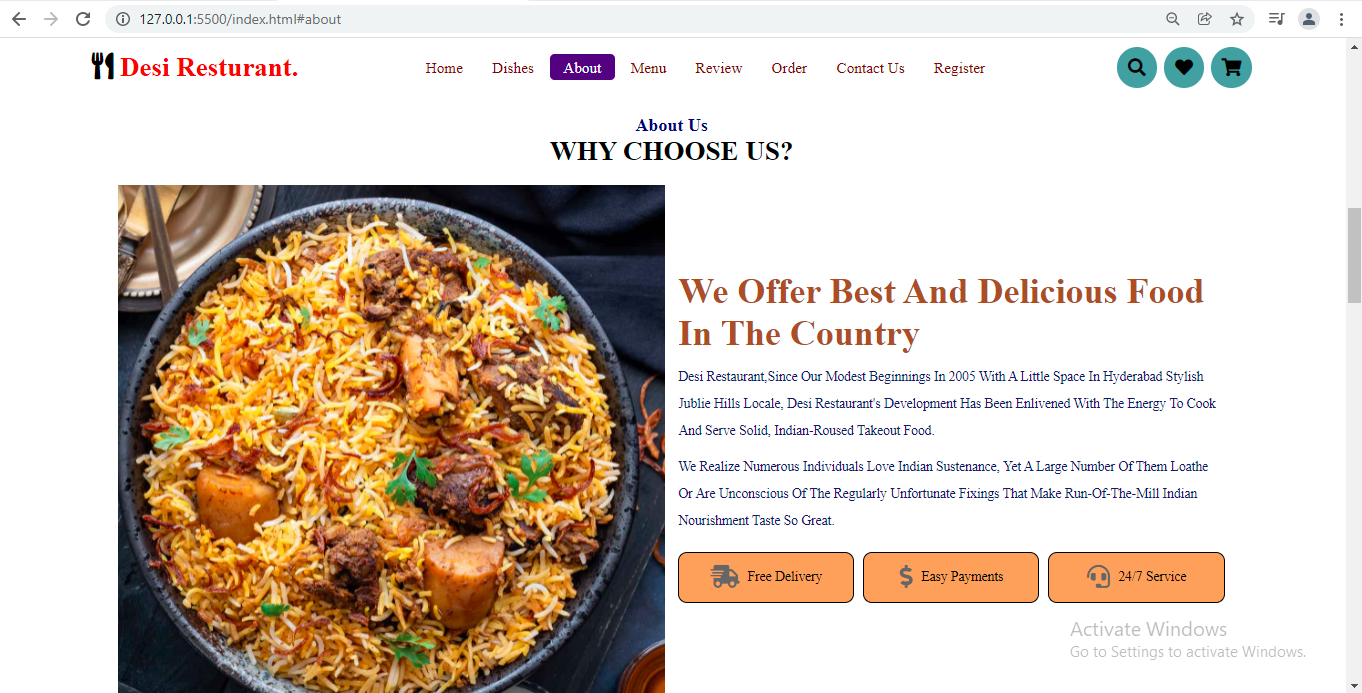 127.0.0.1:5500/index.html#about
Desi Resturant.
Home Dishes About Menu Review Order Contact Us Register
About Us
WHY CHOOSE US?
We Offer Best And Delicious Food
In The Country
Desi Restaurant,Since Our Modest Beginnings In 2005 With A Little Space In Hyderabad Stylish
Jublie Hills Locale, Desi Restaurant's Development Has Been Enlivened With The Energy To Cook
And Serve Solid, Indian-Roused Takeout Food.
We Realize Numerous Individuals Love Indian Sustenance, Yet A Large Number Of Them Loathe
Or Are Unconscious Of The Regularly Unfortunate Fixings That Make Run-Of-The-Mill Indian
Nourishment Taste So Great.
Free Delivery Easy Payments 24/7 Service
Activate Windows
Go to Settings to activate Windows.